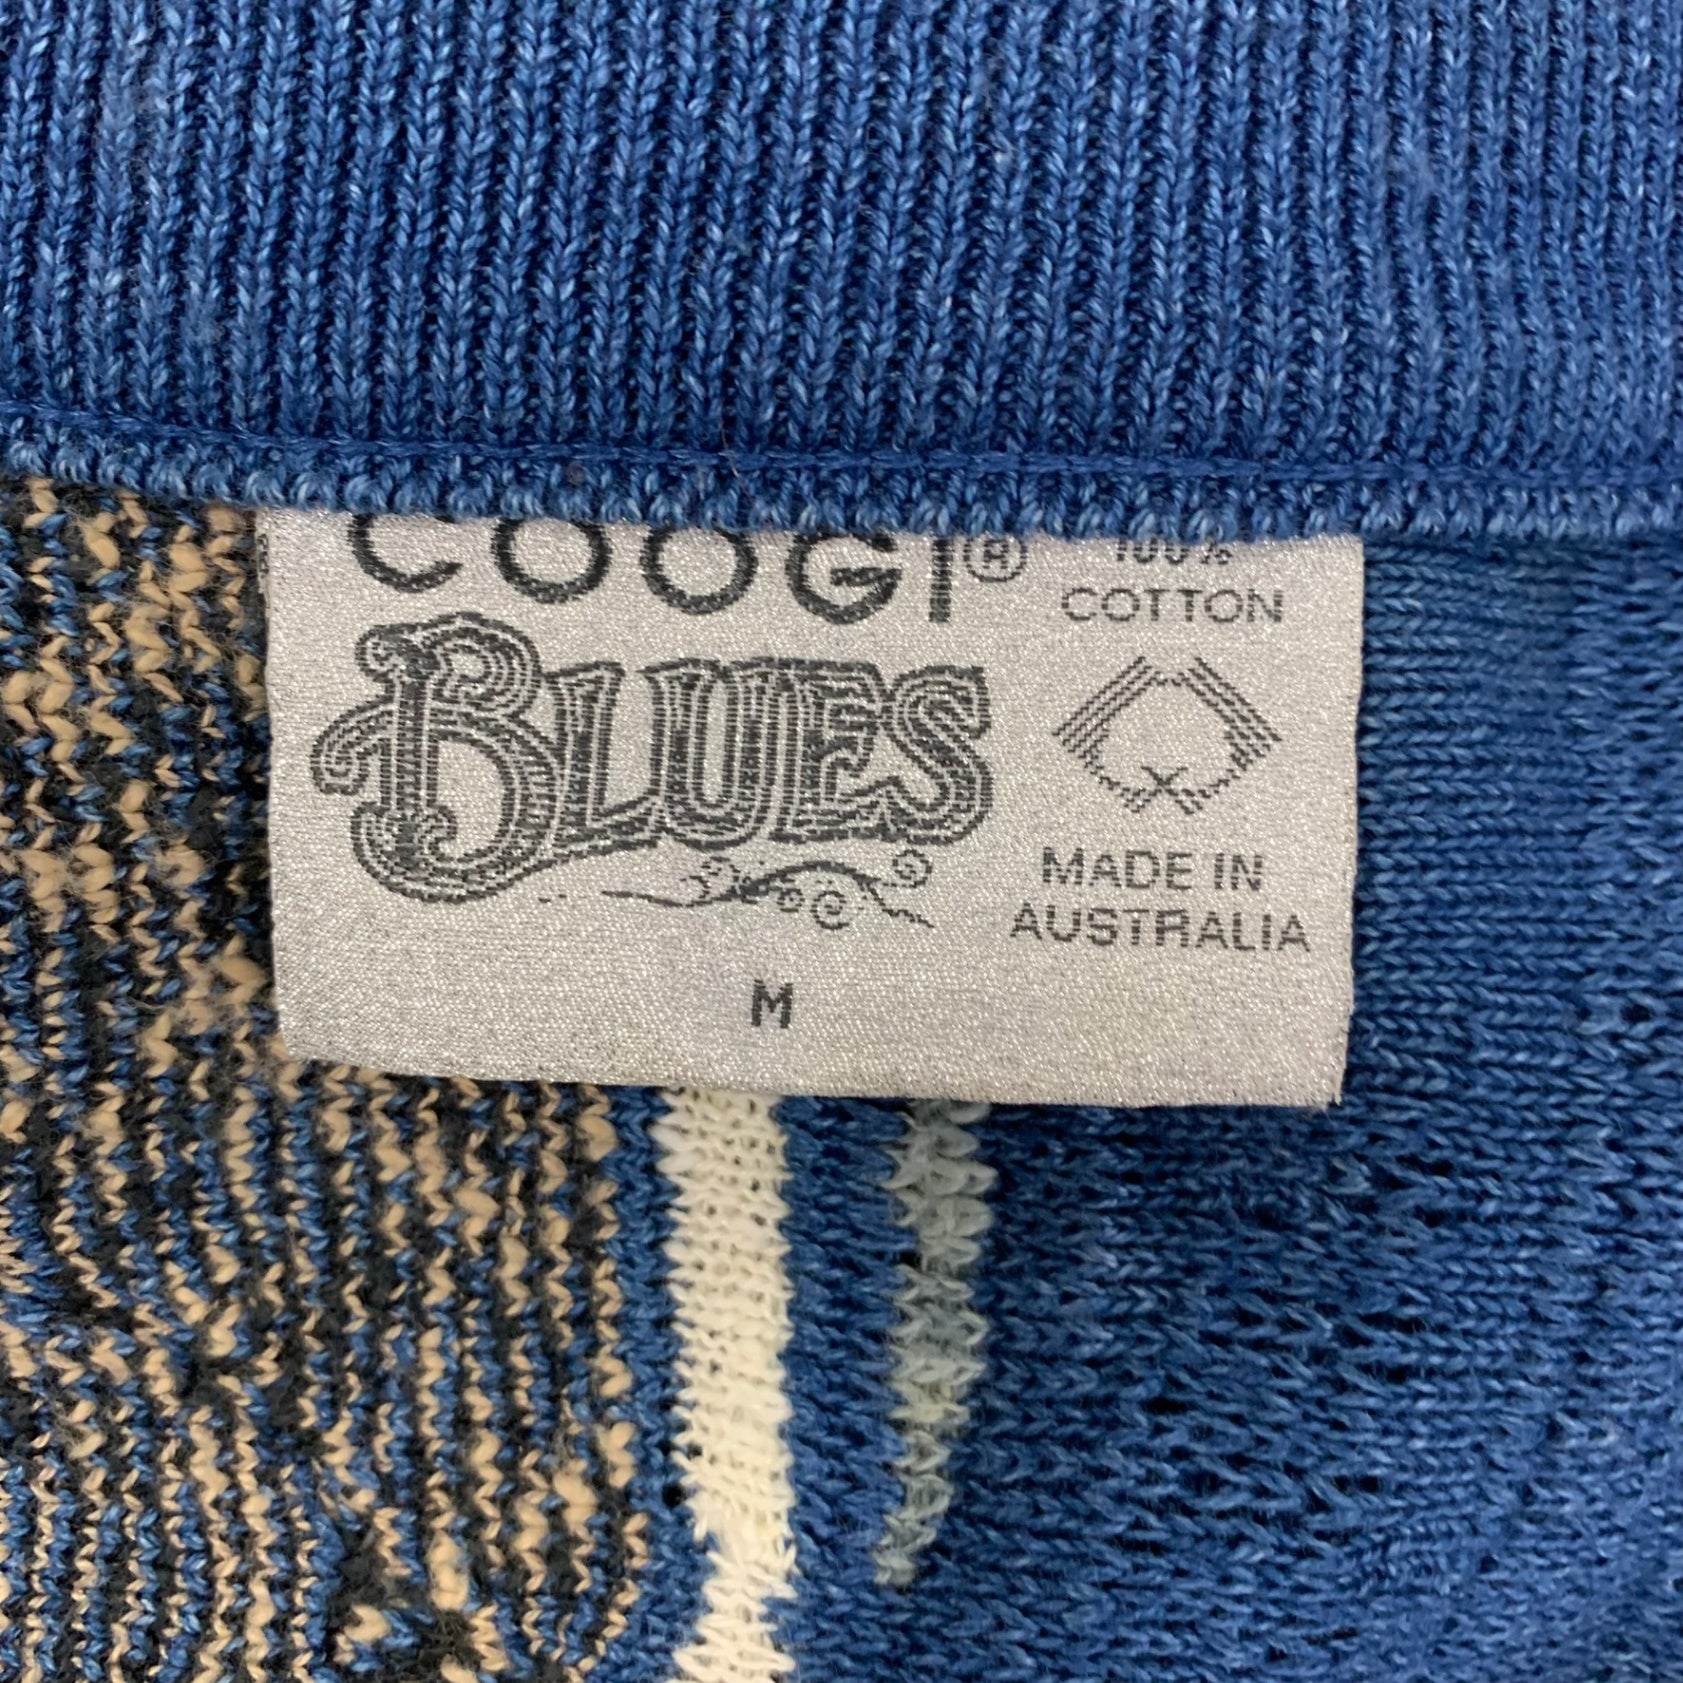 COOGI®
BLUES
M
100%
COTTON
MADE IN
AUSTRALIA